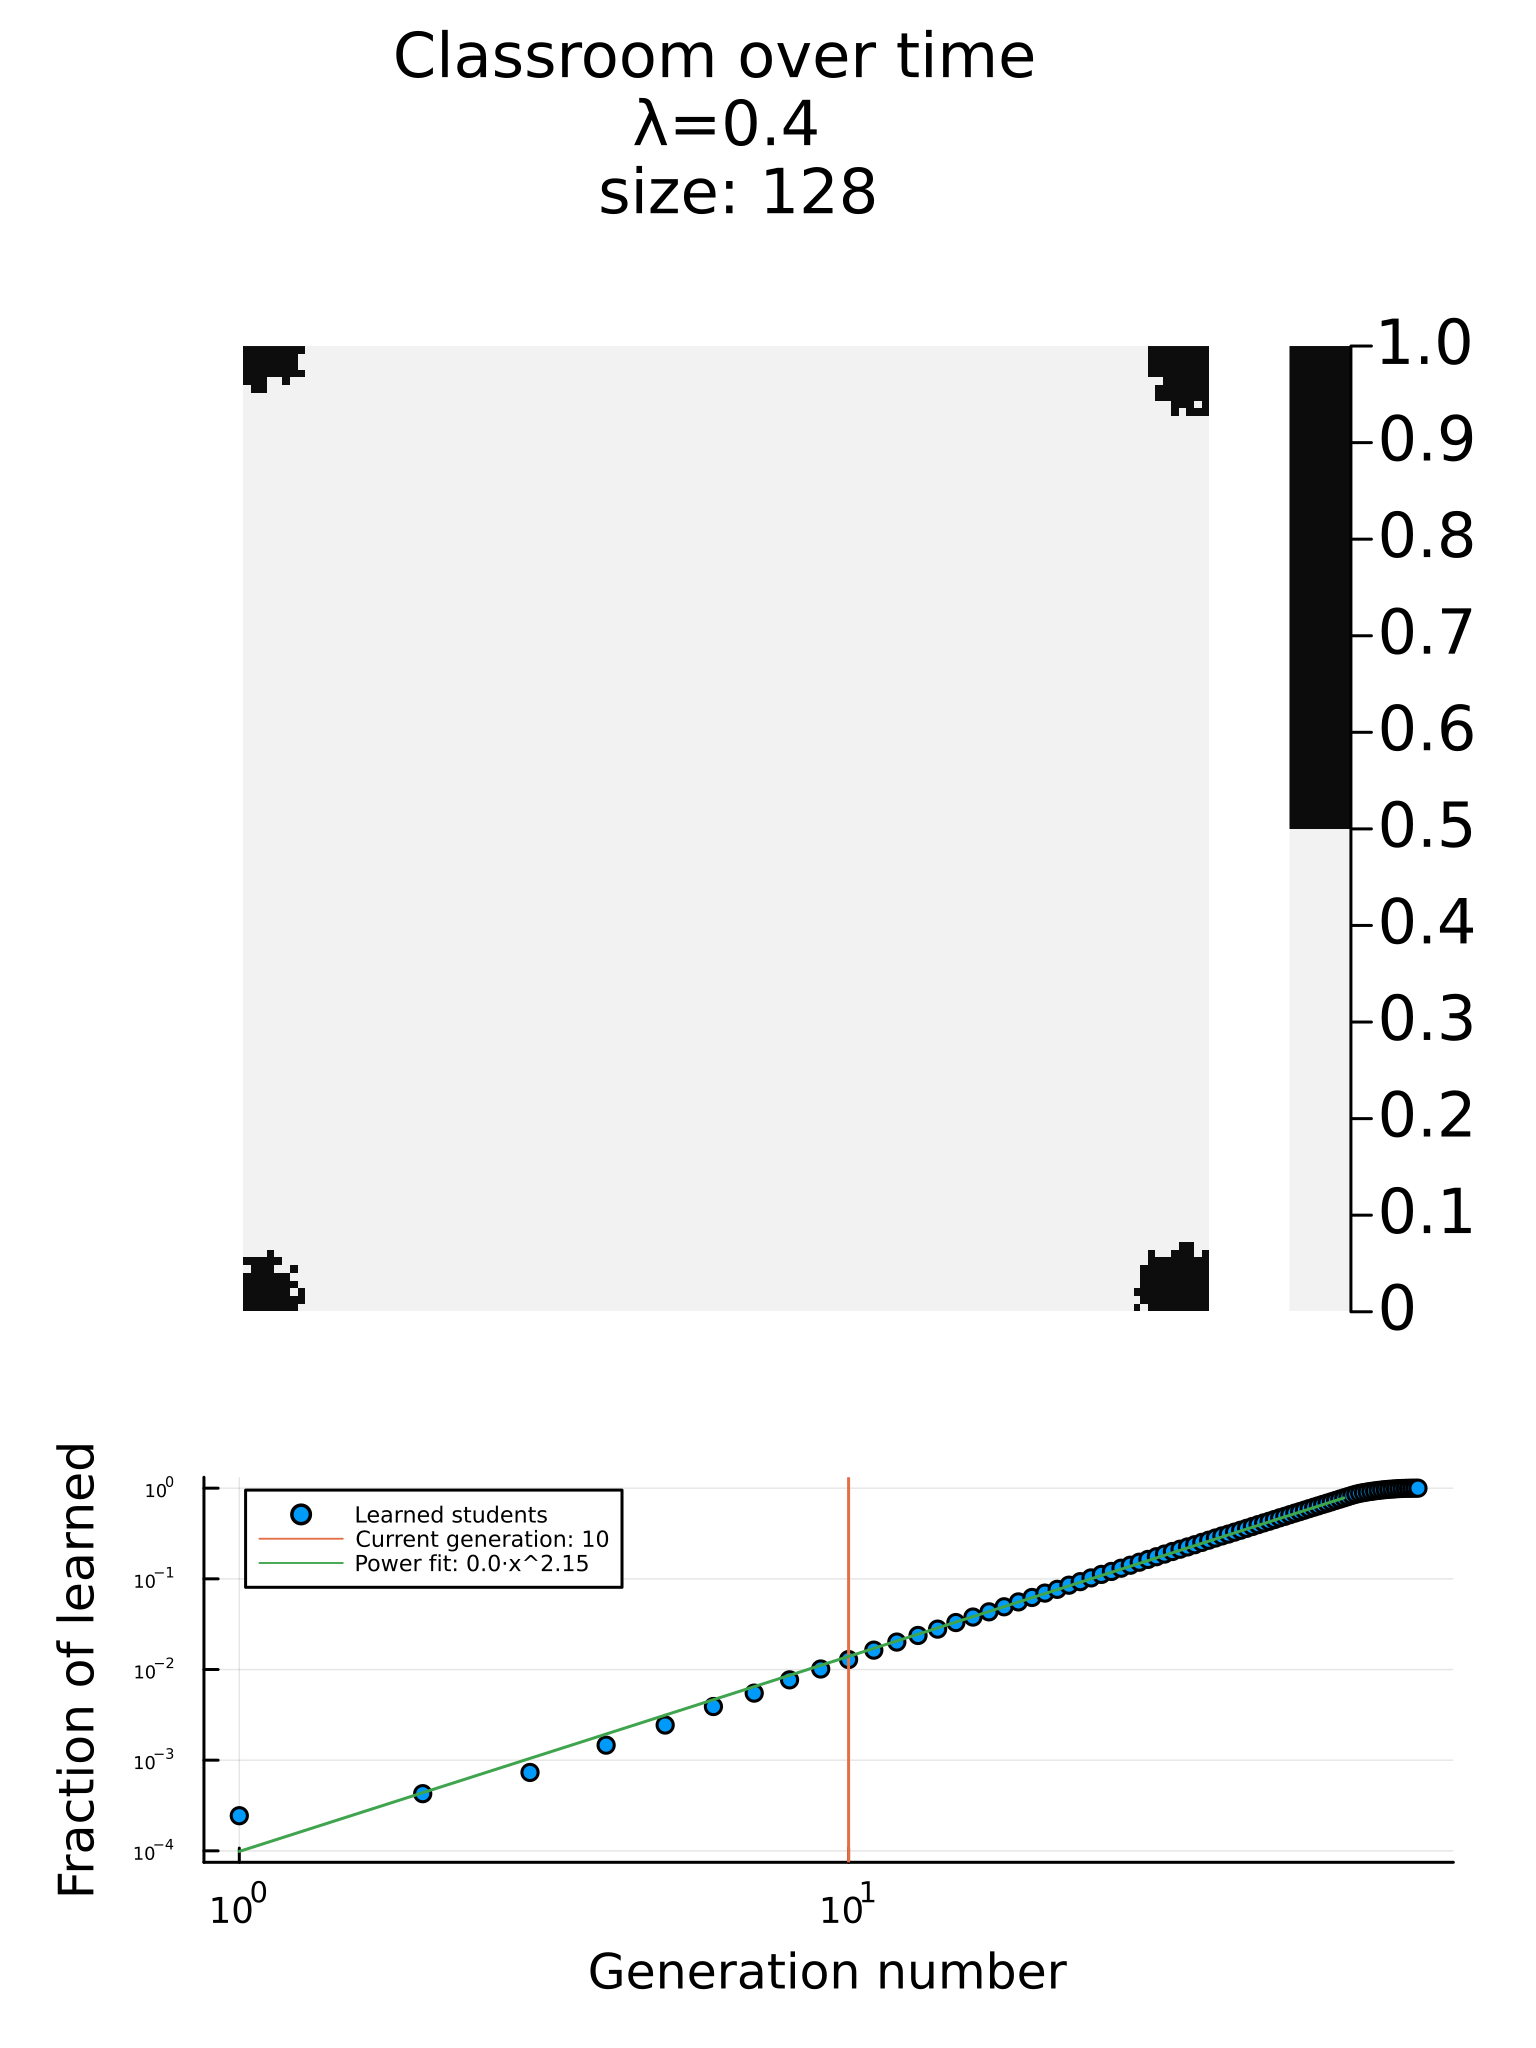 Classroom over time
λ=0.4
size: 128
1.0
0.9
0.8
0.7
0.6
0.5
0.4
0.3
0.2
0.1
0
Fraction of learned
10^0
10^-1
10^-2
10^-3
10^-4
Learned students
Current generation: 10
Power fit: 0.0·x^2.15
10^0
10^1
Generation number